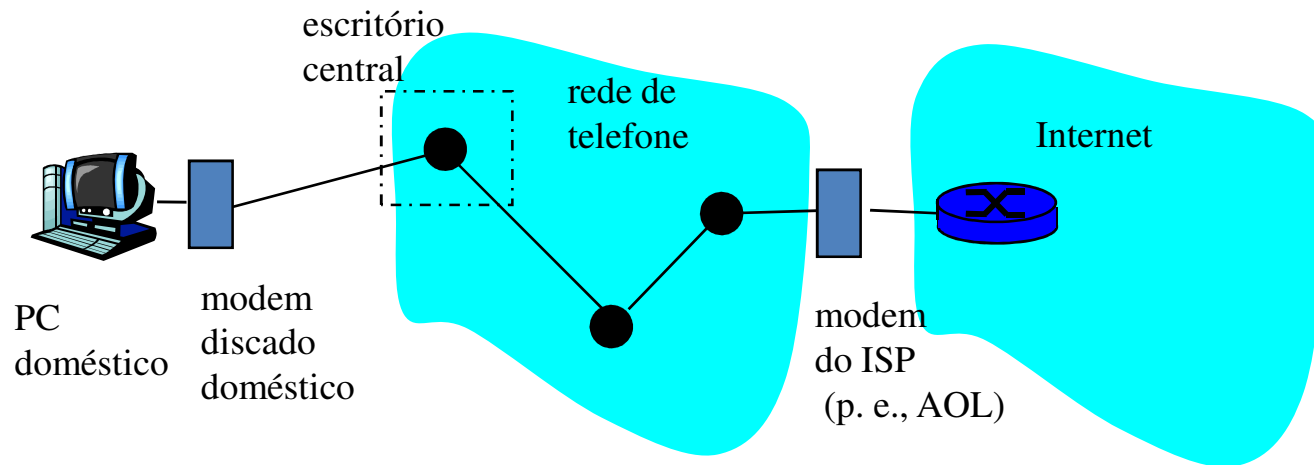 escritório
central
rede de
telefone
Internet
PC
doméstico
modem
discado
doméstico
modem
do ISP
(p. e., AOL)